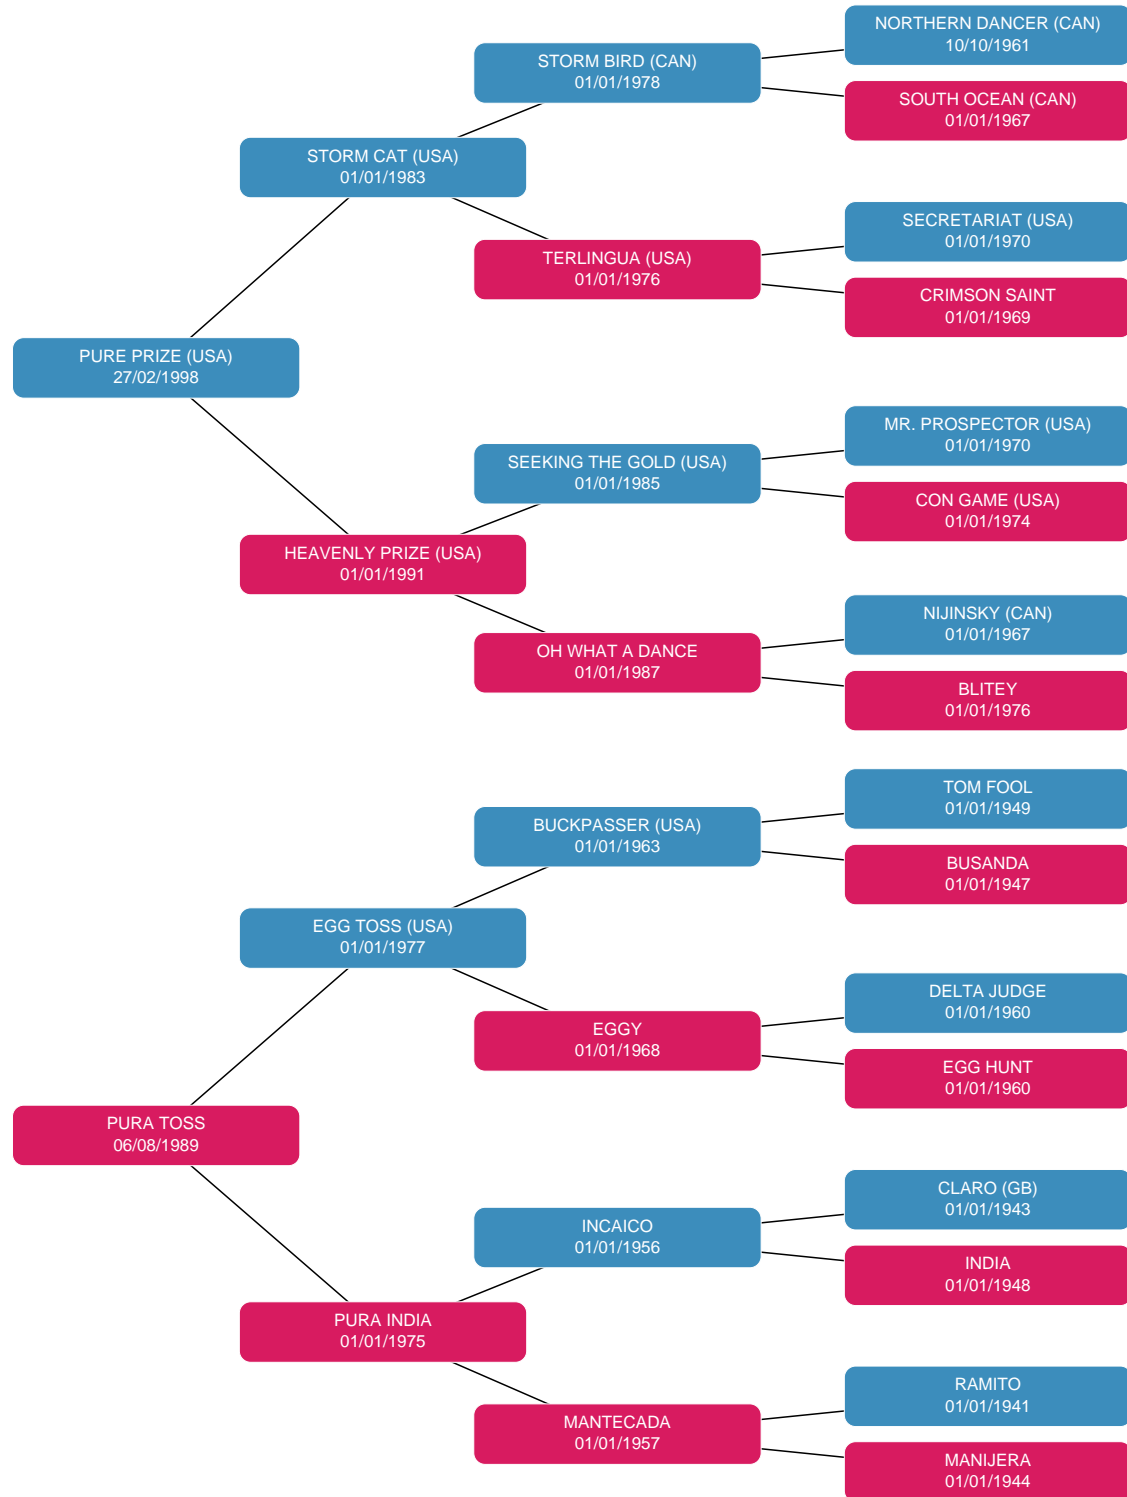 NORTHERN DANCER (CAN)
10/10/1961
STORM BIRD (CAN)
01/01/1978
SOUTH OCEAN (CAN)
01/01/1967
STORM CAT (USA)
01/01/1983
SECRETARIAT (USA)
01/01/1970
TERLINGUA (USA)
01/01/1976
CRIMSON SAINT
01/01/1969
PURE PRIZE (USA)
27/02/1998
MR. PROSPECTOR (USA)
01/01/1970
SEEKING THE GOLD (USA)
01/01/1985
CON GAME (USA)
01/01/1974
HEAVENLY PRIZE (USA)
01/01/1991
NIJINSKY (CAN)
01/01/1967
OH WHAT A DANCE
01/01/1987
BLITEY
01/01/1976
TOM FOOL
01/01/1949
BUCKPASSER (USA)
01/01/1963
BUSANDA
01/01/1947
EGG TOSS (USA)
01/01/1977
DELTA JUDGE
01/01/1960
EGGY
01/01/1968
EGG HUNT
01/01/1960
PURA TOSS
06/08/1989
CLARO (GB)
01/01/1943
INCAICO
01/01/1956
INDIA
01/01/1948
PURA INDIA
01/01/1975
RAMITO
01/01/1941
MANTECADA
01/01/1957
MANIJERA
01/01/1944